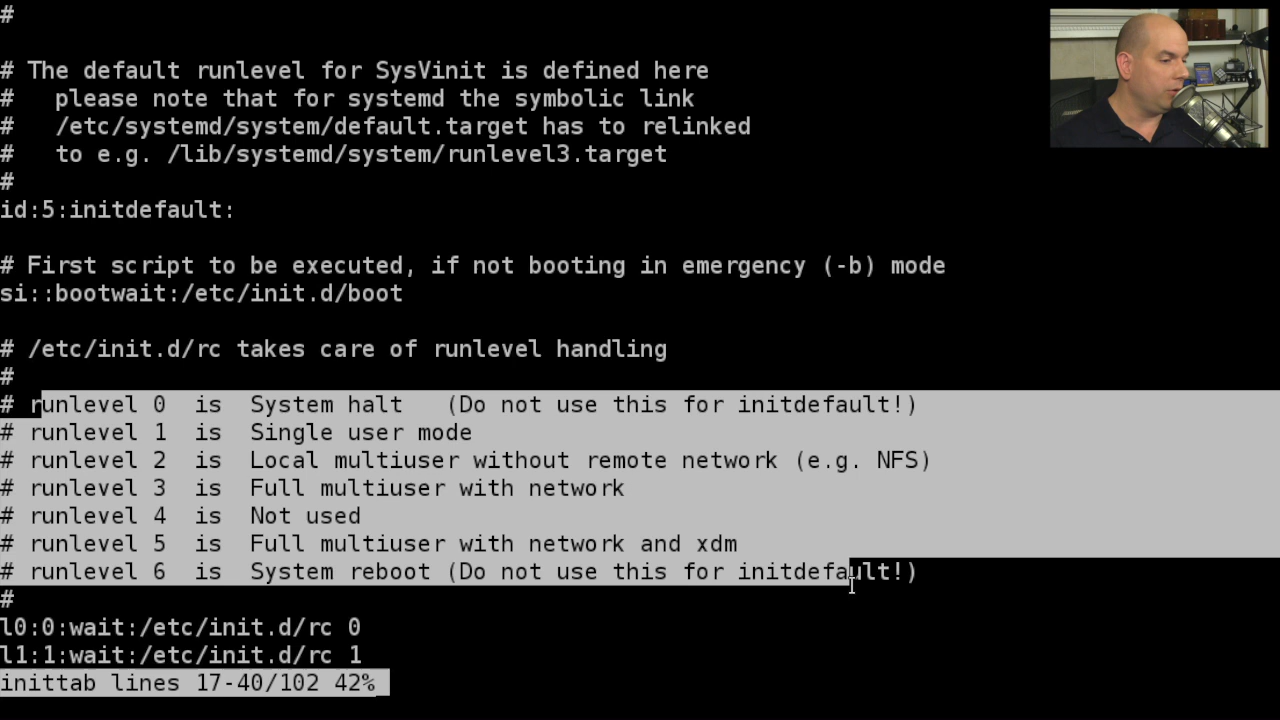 #
# The default runlevel for SysVinit is defined here
#   please note that for systemd the symbolic link
#   /etc/systemd/system/default.target has to relinked
#   to e.g. /lib/systemd/system/runlevel3.target
#
id:5:initdefault:
# First script to be executed, if not booting in emergency (-b) mode
si::bootwait:/etc/init.d/boot
# /etc/init.d/rc takes care of runlevel handling
#
# runlevel 0  is  System halt   (Do not use this for initdefault!)
# runlevel 1  is  Single user mode
# runlevel 2  is  Local multiuser without remote network (e.g. NFS)
# runlevel 3  is  Full multiuser with network
# runlevel 4  is  Not used
# runlevel 5  is  Full multiuser with network and xdm
# runlevel 6  is  System reboot (Do not use this for initdefault!)
#
l0:0:wait:/etc/init.d/rc 0
l1:1:wait:/etc/init.d/rc 1
inittab lines 17-40/102 42%